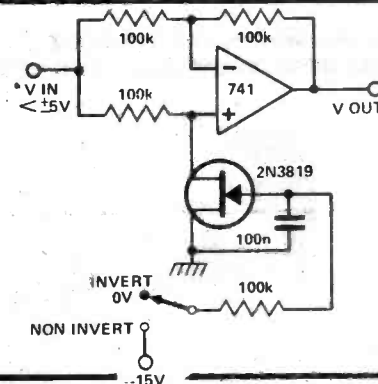 100k
100k
*V IN
< ±5V
100k
−
741
+
V OUT
2N3819
100n
INVERT
0V
100k
NON INVERT
-15V